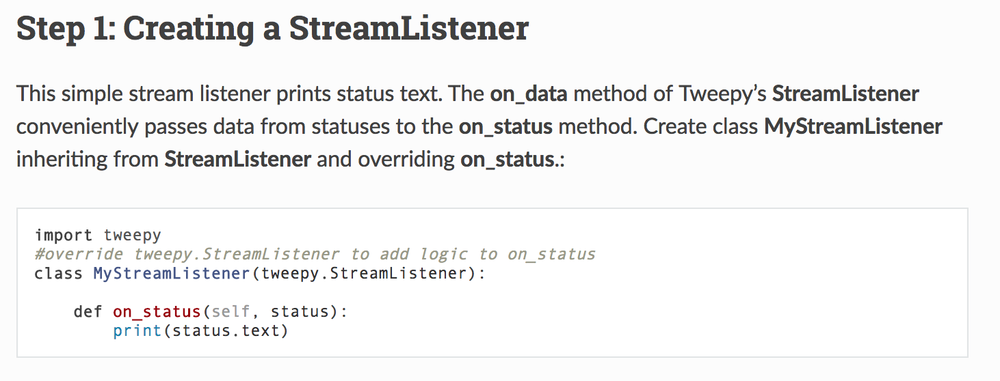 Step 1: Creating a StreamListener
This simple stream listener prints status text. The on_data method of Tweepy’s StreamListener
conveniently passes data from statuses to the on_status method. Create class MyStreamListener
inheriting from StreamListener and overriding on_status.:
import tweepy
#override tweepy.StreamListener to add logic to on_status
class MyStreamListener(tweepy.StreamListener):
    def on_status(self, status):
        print(status.text)